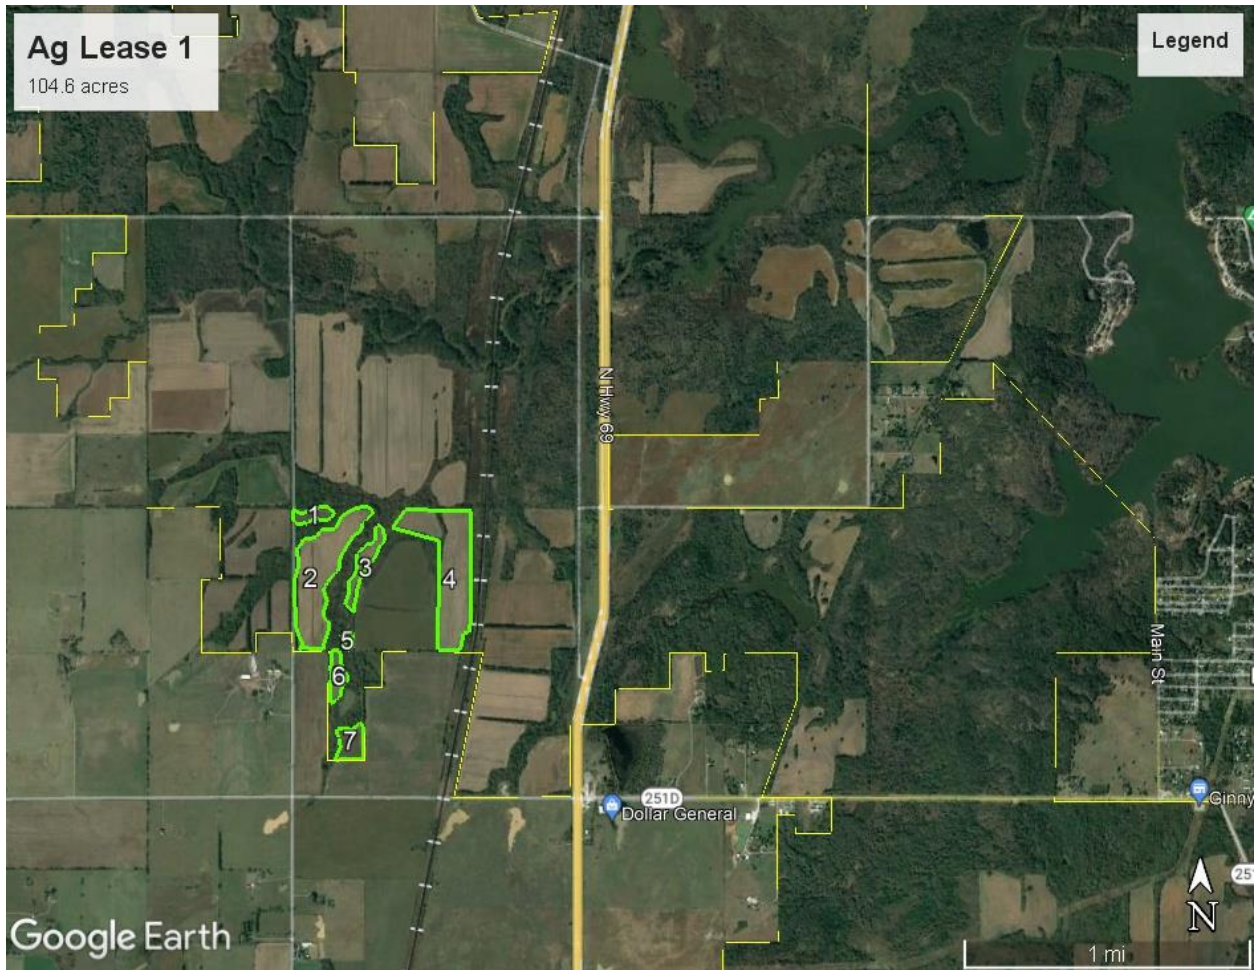 Ag Lease 1
104.6 acres
Legend
N Hwy 69
1
2
3
4
5
6
7
Main St
251D
Dollar General
Ginny
251
N
Google Earth
1 mi